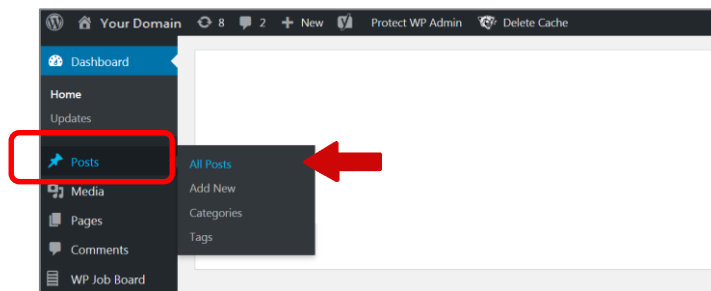 Your Domain 8 2 + New Protect WP Admin Delete Cache
Dashboard
Home
Updates
Posts
All Posts
Add New
Categories
Tags
Media
Pages
Comments
WP Job Board